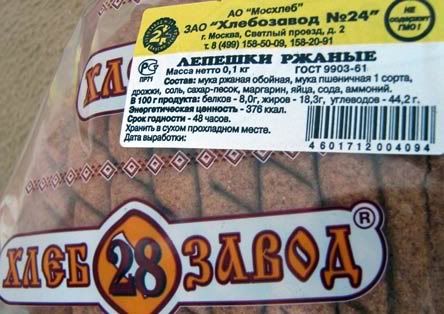 АО "Мосхлеб"
ЗАО "Хлебозавод №24"
г. Москва, Светлый проезд, д. 2
т. 8 (499) 158-50-09, 158-20-91
24
НЕ
СОДЕРЖИТ
ГМО!
ЛЕПЕШКИ РЖАНЫЕ
РСТ
Масса нетто 0,1 кг ГОСТ 9903-61
Состав: мука ржаная обойная, мука пшеничная 1 сорта,
дрожжи, соль, сахар-песок, маргарин, яйца, сода, аммоний.
В 100 г продукта: белков - 8,0г, жиров - 18,3г, углеводов - 44,2 г.
Энергетическая ценность - 376 ккал.
Срок годности - 48 часов.
Хранить в сухом прохладном месте.
Дата выработки:
4601712004094
ХЛЕБ 28 ЗАВОД ®